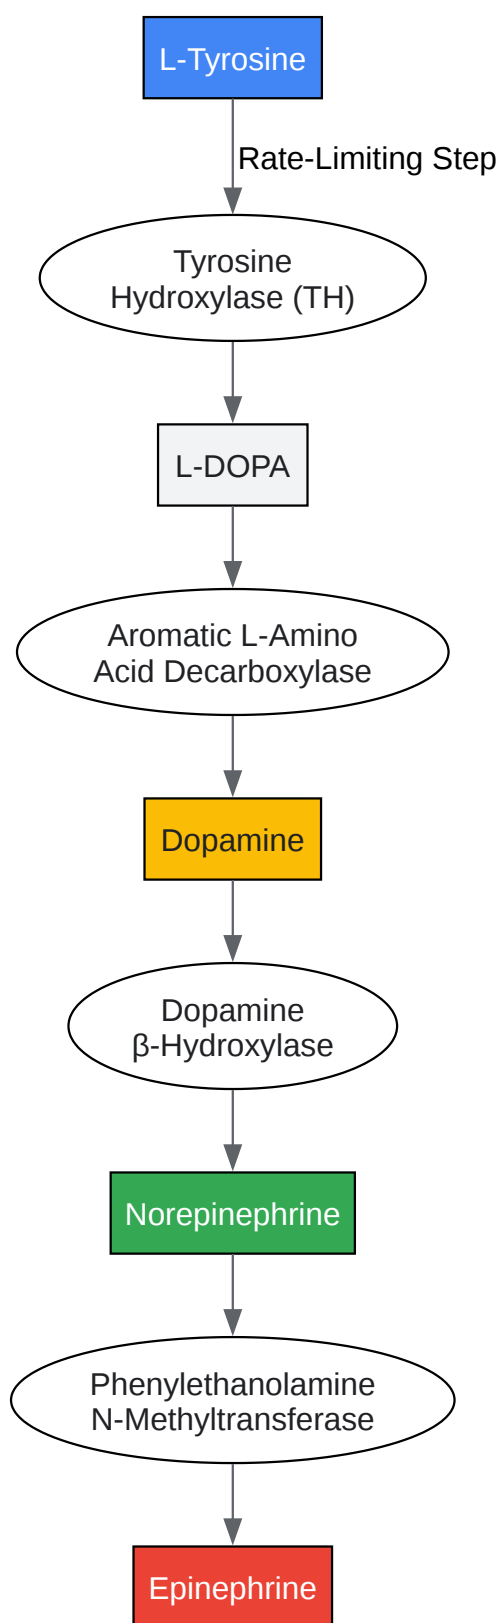 L-Tyrosine
Rate-Limiting Step
Tyrosine
Hydroxylase (TH)
L-DOPA
Aromatic L-Amino
Acid Decarboxylase
Dopamine
Dopamine
β-Hydroxylase
Norepinephrine
Phenylethanolamine
N-Methyltransferase
Epinephrine